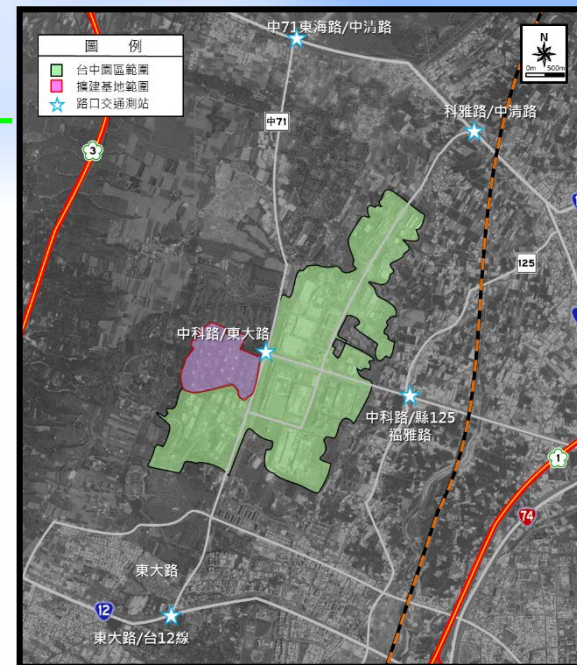 中71東海路/中清路
圖 例
台中園區範圍
擴建基地範圍
路口交通測站
N
0m 500m
科雅路/中清路
中71
3
125
中科路/東大路
中科路/縣125
福雅路
1
74
東大路
12
東大路/台12線